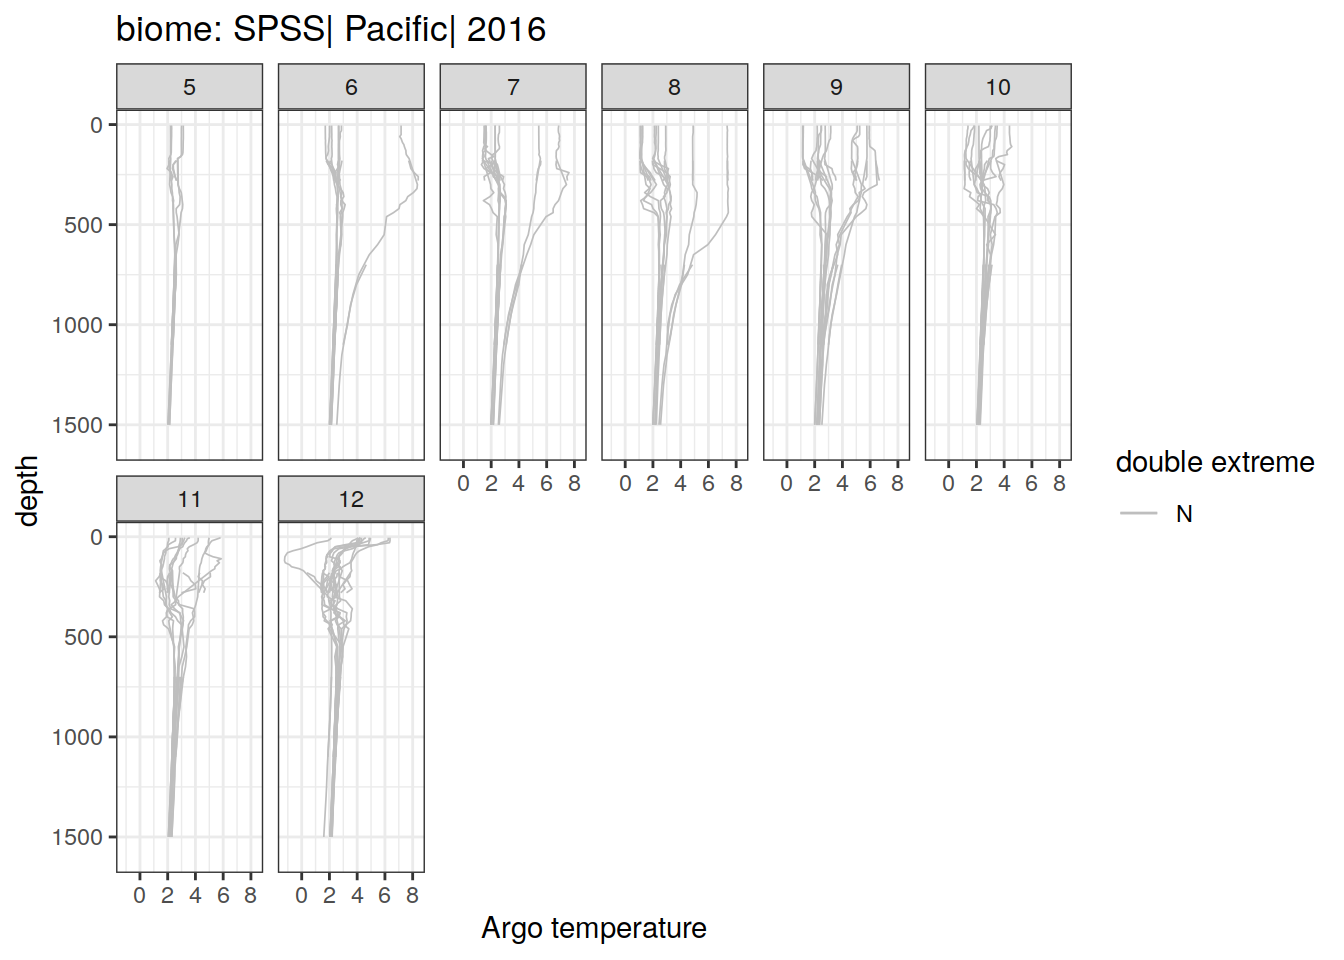 biome: SPSS| Pacific| 2016
5 6 7 8 9 10
0
500
1000
1500
0 2 4 6 8 0 2 4 6 8 0 2 4 6 8 0 2 4 6 8
11 12
0
500
1000
1500
0 2 4 6 8 0 2 4 6 8
depth
Argo temperature
double extreme
N